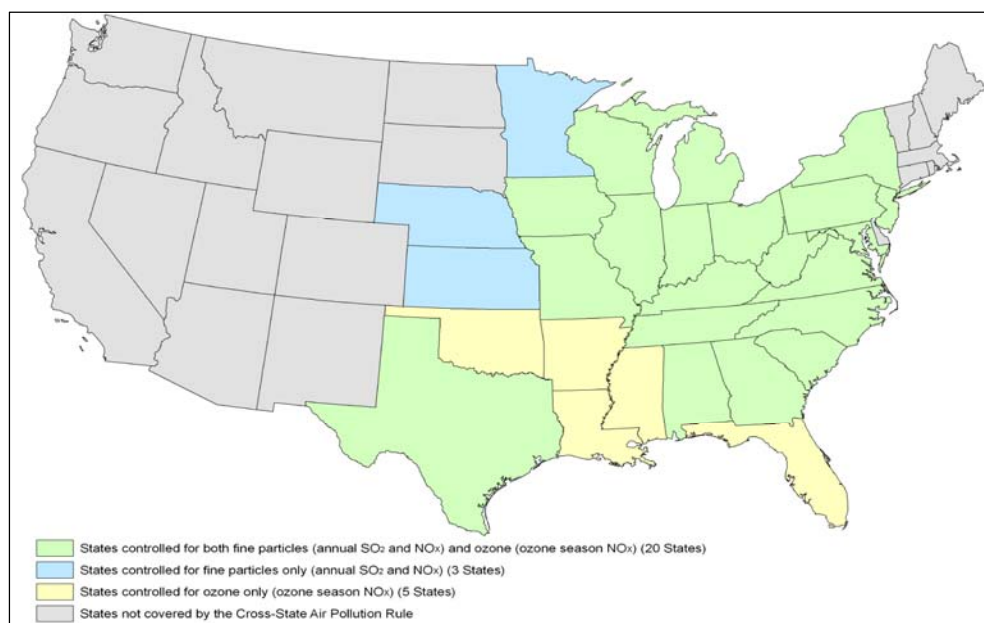 States controlled for both fine particles (annual SO₂ and NOₓ) and ozone (ozone season NOₓ) (20 States)
States controlled for fine particles only (annual SO₂ and NOₓ) (3 States)
States controlled for ozone only (ozone season NOₓ) (5 States)
States not covered by the Cross-State Air Pollution Rule